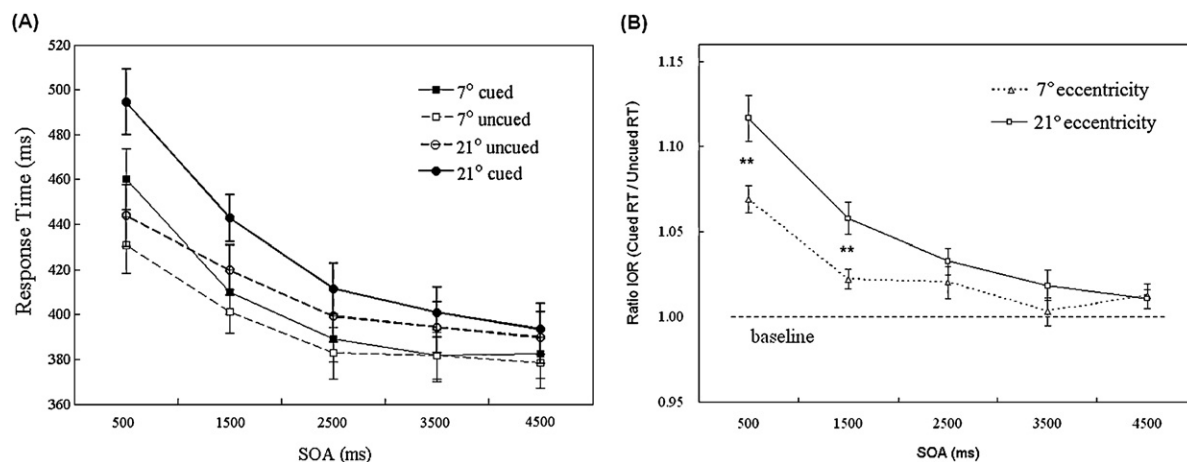 (A)
520
500
480
460
440
420
400
380
360
Response Time (ms)
7° cued
7° uncued
21° uncued
21° cued
500 1500 2500 3500 4500
SOA (ms)
(B)
1.15
1.10
1.05
1.00
0.95
Ratio IOR (Cued RT / Uncued RT)
7° eccentricity
21° eccentricity
**
**
baseline
500 1500 2500 3500 4500
SOA (ms)